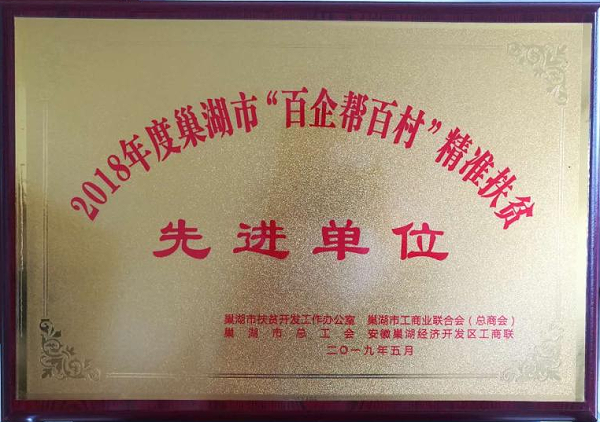 2018年度巢湖市“百企帮百村”精准扶贫
先进单位
巢湖市扶贫开发工作办公室 巢湖市工商业联合会（总商会）
巢湖市总工会 安徽巢湖经济开发区工商联
二〇一九年五月